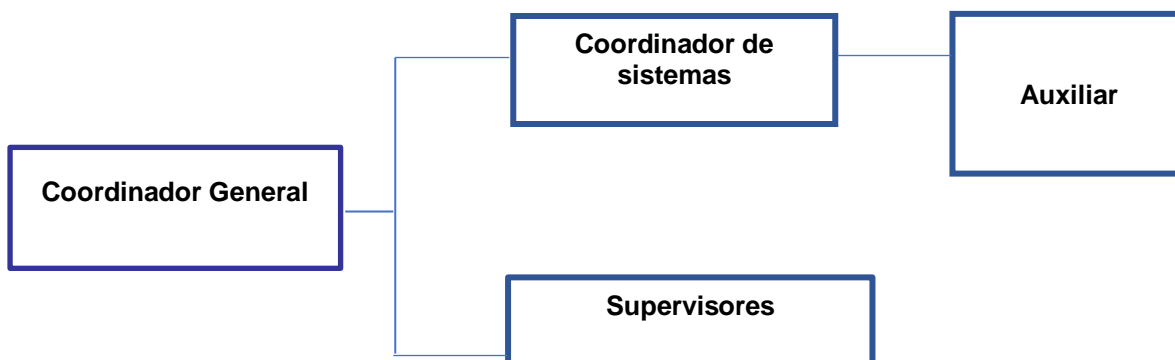 Coordinador de
sistemas
Auxiliar
Coordinador General
Supervisores